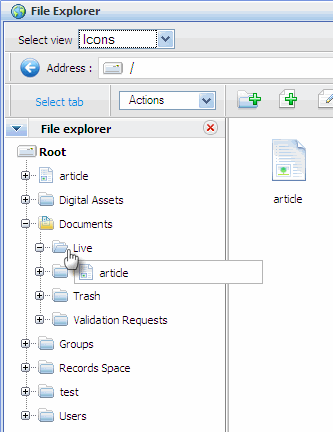 File Explorer
Select view Icons
Address : /
Select tab Actions
File explorer
Root
article
article
Digital Assets
Documents
Live
article
Trash
Validation Requests
Groups
Records Space
test
Users